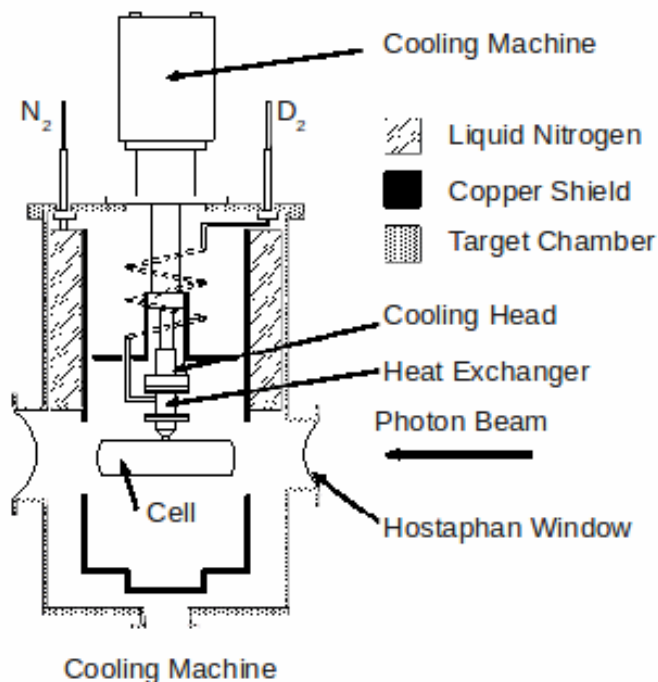 Cooling Machine
N2
D2
Liquid Nitrogen
Copper Shield
Target Chamber
Cooling Head
Heat Exchanger
Photon Beam
Cell
Hostaphan Window
Cooling Machine